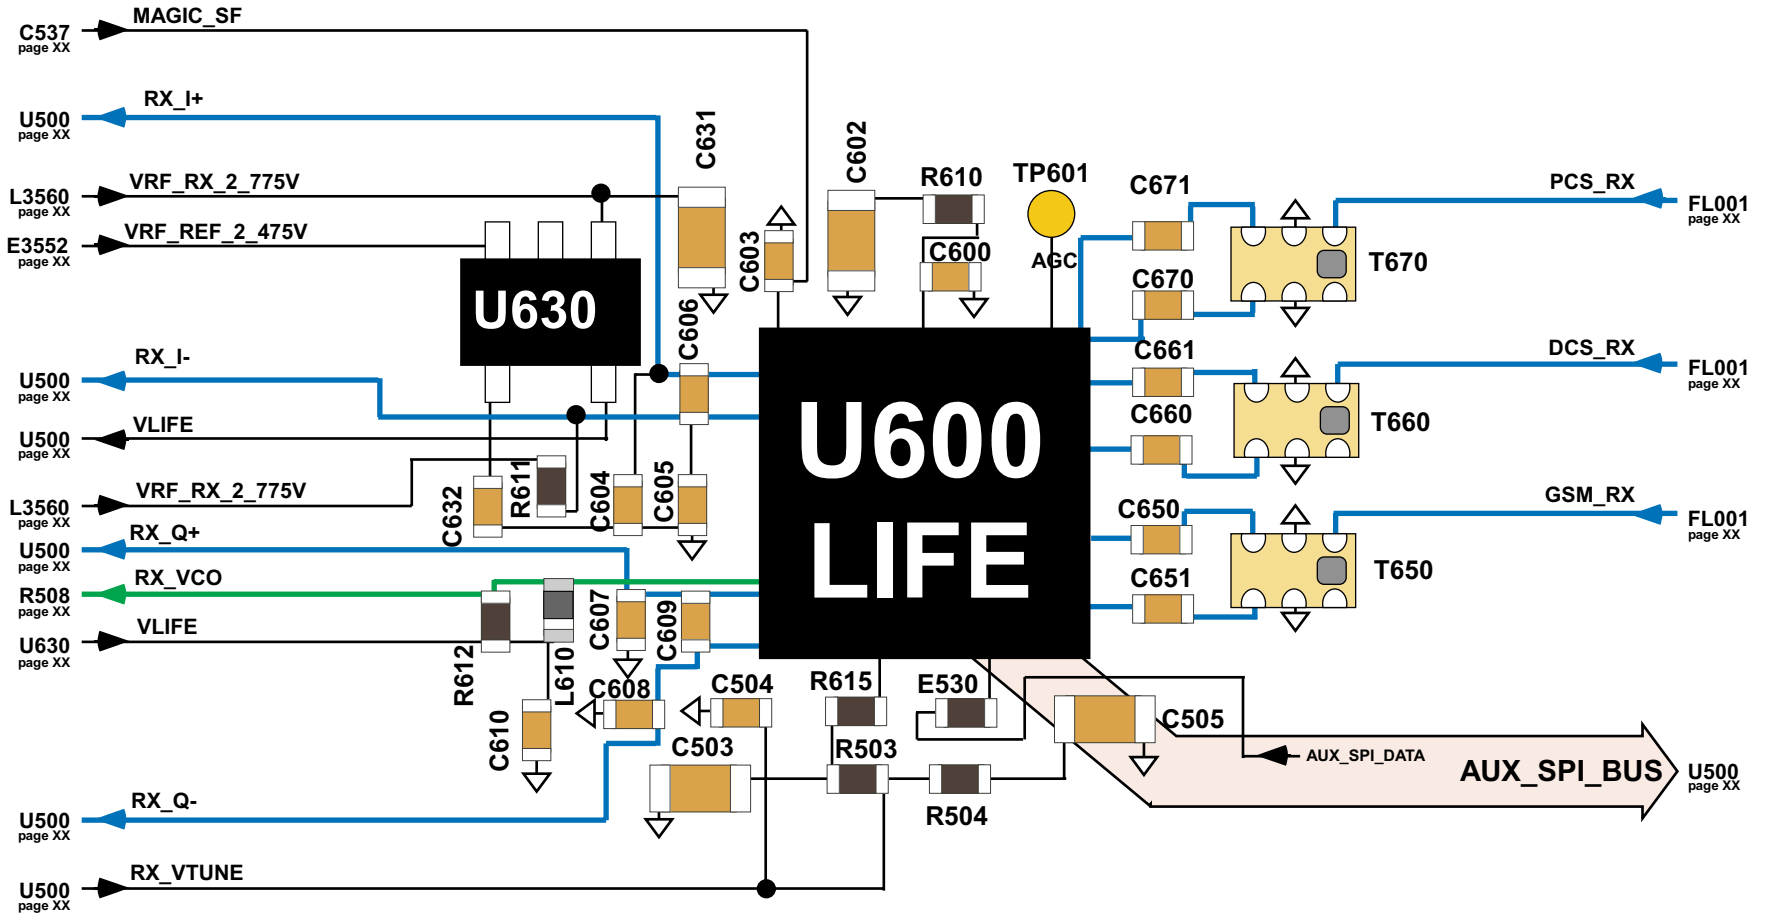 MAGIC_SF
C537
page XX
RX_I+
U500
page XX
VRF_RX_2_775V
L3560
page XX
VRF_REF_2_475V
E3552
page XX
RX_I-
U500
page XX
VLIFE
U500
page XX
VRF_RX_2_775V
L3560
page XX
RX_Q+
U500
page XX
RX_VCO
R508
page XX
VLIFE
U630
page XX
RX_Q-
U500
page XX
RX_VTUNE
U500
page XX
U630
C631
C606
C603
C602
R610
C600
TP601
AGC
C632
R611
C604
C605
R612
L610
C607
C609
C610
C608
C504
C503
R615
E530
R503
R504
C505
U600
LIFE
C671
C670
T670
C661
C660
T660
C650
C651
T650
PCS_RX
FL001
page XX
DCS_RX
FL001
page XX
GSM_RX
FL001
page XX
AUX_SPI_DATA
AUX_SPI_BUS
U500
page XX